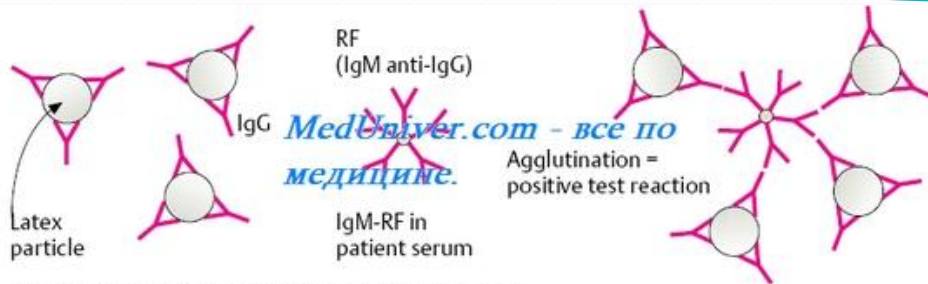 RF
(IgM anti-IgG)
IgG
MedUniver.com - все по
медицине.
Latex
particle
IgM-RF in
patient serum
Agglutination =
positive test reaction